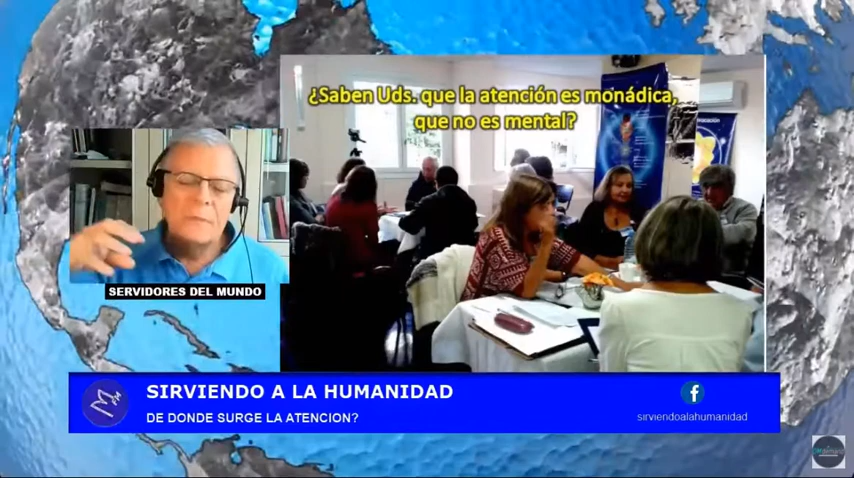 ¿Saben Uds. que la atención es monádica,
que no es mental?
SERVIDORES DEL MUNDO
SIRVIENDO A LA HUMANIDAD
DE DONDE SURGE LA ATENCION?
sirviendoalahumanidad